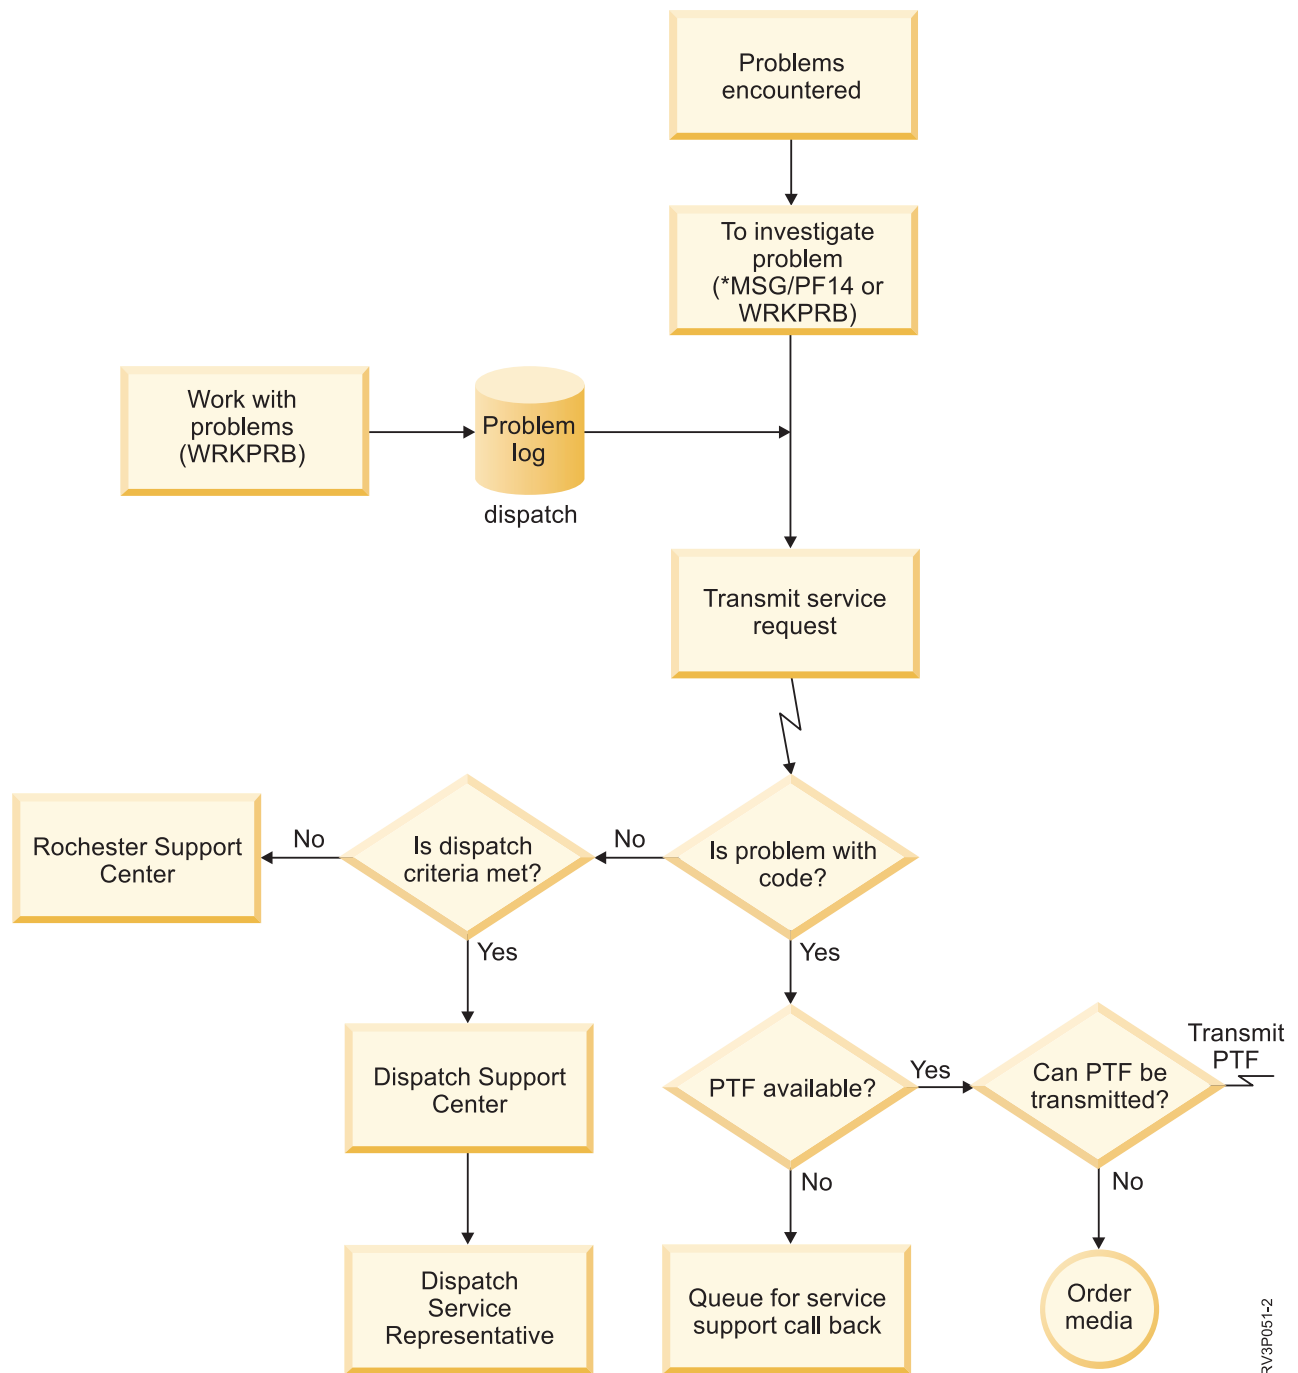 Problems
encountered
To investigate
problem
(*MSG/PF14 or
WRKPRB)
Work with
problems
(WRKPRB)
Problem
log
dispatch
Transmit service
request
Rochester Support
Center
No
Is dispatch
criteria met?
No
Is problem with
code?
Yes
Yes
Dispatch Support
Center
PTF available?
Yes
Can PTF be
transmitted?
Transmit
PTF
No
No
Dispatch
Service
Representative
Queue for service
support call back
Order
media
RV3P051-2